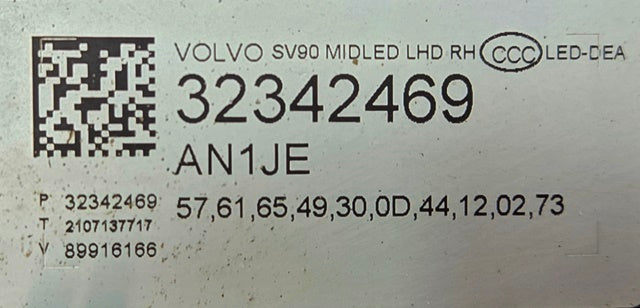 VOLVO SV90 MIDLED LHD RH CCC LED-DEA
32342469
AN1JE
57,61,65,49,30,0D,44,12,02,73
P 32342469
T 2107137717
V 89916166